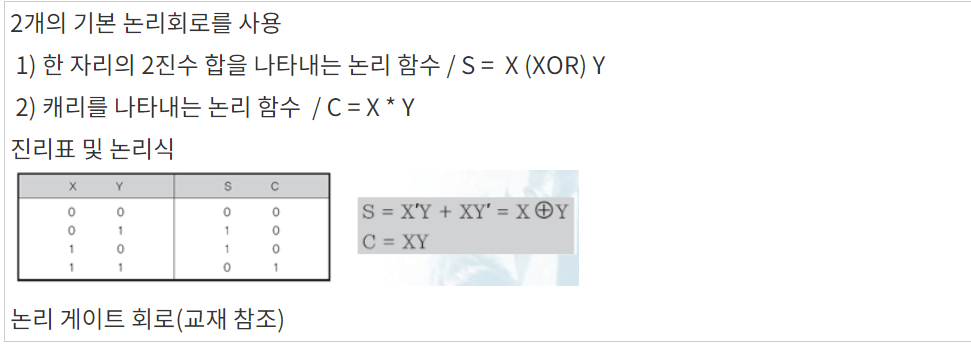 2개의 기본 논리회로를 사용
1) 한 자리의 2진수 합을 나타내는 논리 함수 / S = X (XOR) Y
2) 캐리를 나타내는 논리 함수 / C = X * Y
진리표 및 논리식
X Y S C
0 0 0 0
0 1 1 0
1 0 1 0
1 1 0 1
S = X′Y + XY′ = X⊕Y
C = XY
논리 게이트 회로(교재 참조)